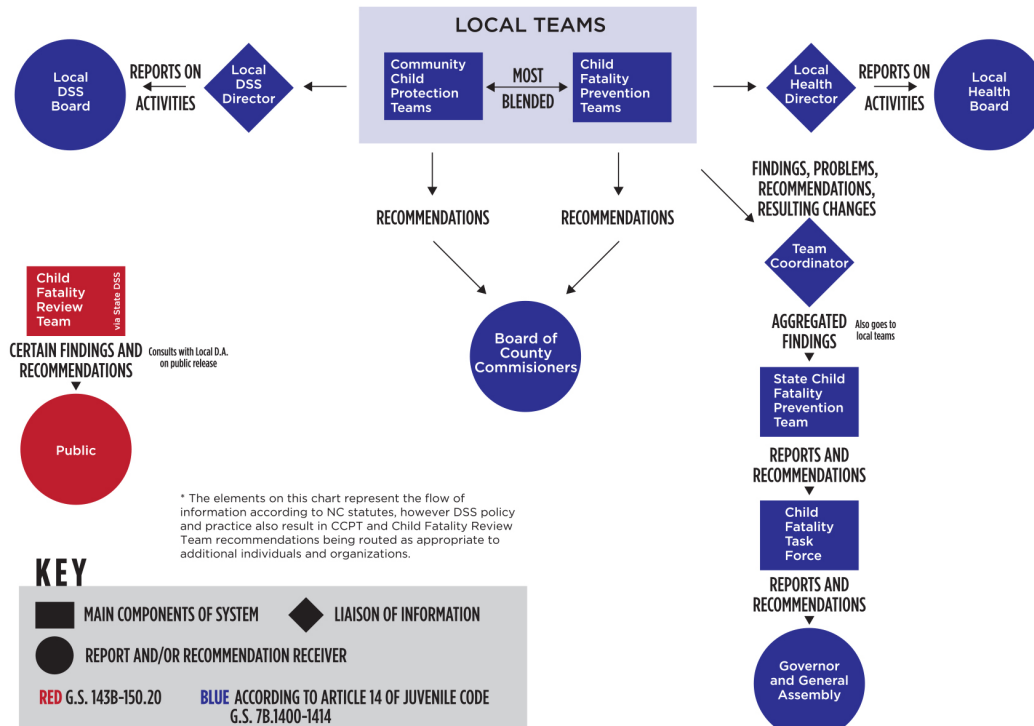 LOCAL TEAMS
Local
DSS
Board
REPORTS ON
ACTIVITIES
Local
DSS
Director
Community
Child
Protection
Teams
MOST
BLENDED
Child
Fatality
Prevention
Teams
Local
Health
Director
REPORTS ON
ACTIVITIES
Local
Health
Board
RECOMMENDATIONS
RECOMMENDATIONS
FINDINGS, PROBLEMS,
RECOMMENDATIONS,
RESULTING CHANGES
Team
Coordinator
Board of
County
Commisioners
AGGREGATED
FINDINGS
Also goes to
local teams
State Child
Fatality
Prevention
Team
REPORTS AND
RECOMMENDATIONS
Child
Fatality
Task
Force
REPORTS AND
RECOMMENDATIONS
Governor
and General
Assembly
Child
Fatality
Review
Team
via State DSS
CERTAIN FINDINGS AND
RECOMMENDATIONS
Consults with Local D.A.
on public release
Public
* The elements on this chart represent the flow of
information according to NC statutes, however DSS policy
and practice also result in CCPT and Child Fatality Review
Team recommendations being routed as appropriate to
additional individuals and organizations.
KEY
MAIN COMPONENTS OF SYSTEM
LIAISON OF INFORMATION
REPORT AND/OR RECOMMENDATION RECEIVER
RED G.S. 143B-150.20
BLUE ACCORDING TO ARTICLE 14 OF JUVENILE CODE
G.S. 7B.1400-1414